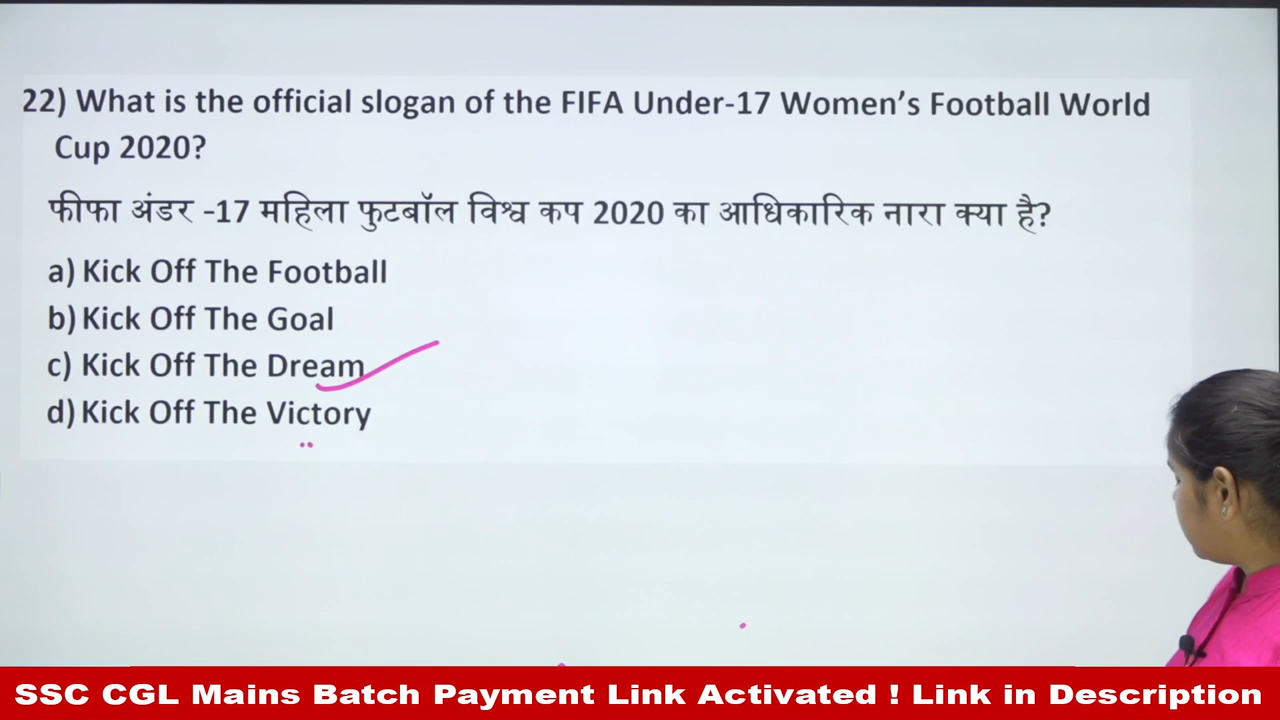 22) What is the official slogan of the FIFA Under-17 Women's Football World
Cup 2020?
फीफा अंडर -17 महिला फुटबॉल विश्व कप 2020 का आधिकारिक नारा क्या है?
a) Kick Off The Football
b) Kick Off The Goal
c) Kick Off The Dream
d) Kick Off The Victory
SSC CGL Mains Batch Payment Link Activated ! Link in Description